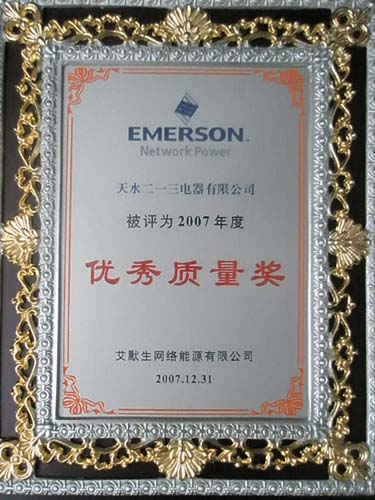 EMERSON
Network Power
天水二一三电器有限公司
被评为2007年度
优秀质量奖
艾默生网络能源有限公司
2007.12.31